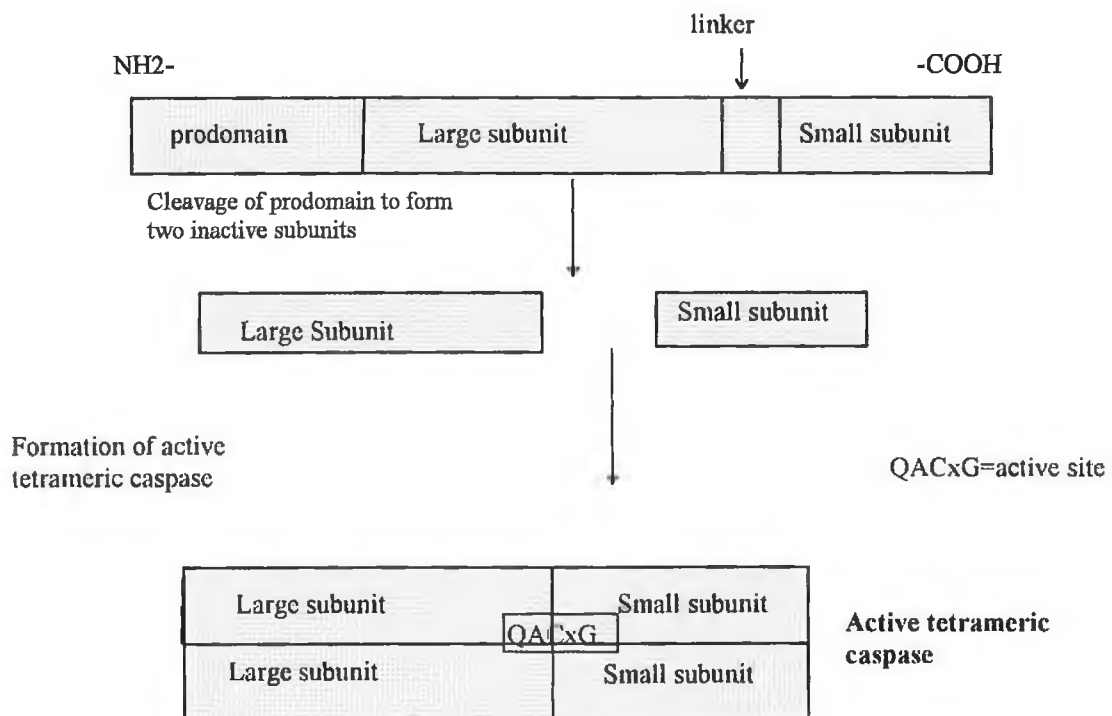 linker
NH2-
-COOH
prodomain
Large subunit
Small subunit
Cleavage of prodomain to form
two inactive subunits
Large Subunit
Small subunit
Formation of active
tetrameric caspase
QACxG=active site
Large subunit
Small subunit
QACxG
Large subunit
Small subunit
Active tetrameric
caspase